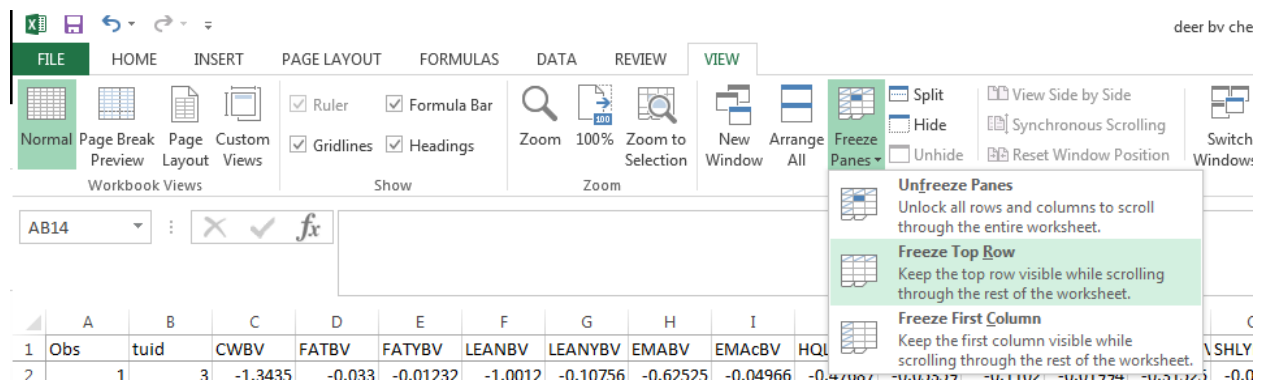 deer bv che
FILE HOME INSERT PAGE LAYOUT FORMULAS DATA REVIEW VIEW
Ruler Formula Bar Split View Side by Side
Hide Synchronous Scrolling
Normal Page Break Page Custom Gridlines Headings Zoom 100% Zoom to New Arrange Freeze Switch
Preview Layout Views Selection Window All Panes Unhide Reset Window Position Windows
Workbook Views Show Zoom
Unfreeze Panes
Unlock all rows and columns to scroll
through the entire worksheet.
Freeze Top Row
Keep the top row visible while scrolling
through the rest of the worksheet.
Freeze First Column
Keep the first column visible while
scrolling through the rest of the worksheet.
AB14 fx
A B C D E F G H I
1 Obs tuid CWBV FATBV FATYBV LEANBV LEANYBV EMABV EMAcBV HQL SHLY
2 1 3 -1.3435 -0.033 -0.01232 -1.0012 -0.10756 -0.62525 -0.04966